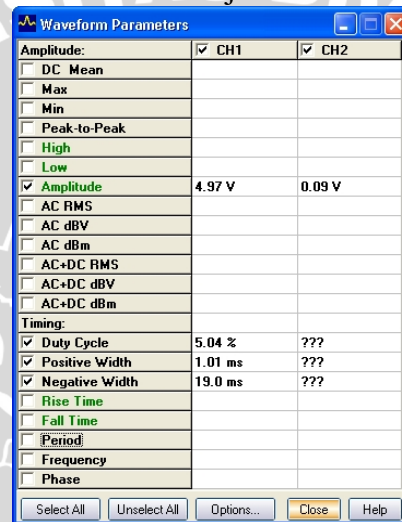 Waveform Parameters
Amplitude: CH1 CH2
DC Mean
Max
Min
Peak-to-Peak
High
Low
Amplitude 4.97 V 0.09 V
AC RMS
AC dBV
AC dBm
AC+DC RMS
AC+DC dBV
AC+DC dBm
Timing:
Duty Cycle 5.04 % ???
Positive Width 1.01 ms ???
Negative Width 19.0 ms ???
Rise Time
Fall Time
Period
Frequency
Phase
Select All Unselect All Options... Close Help